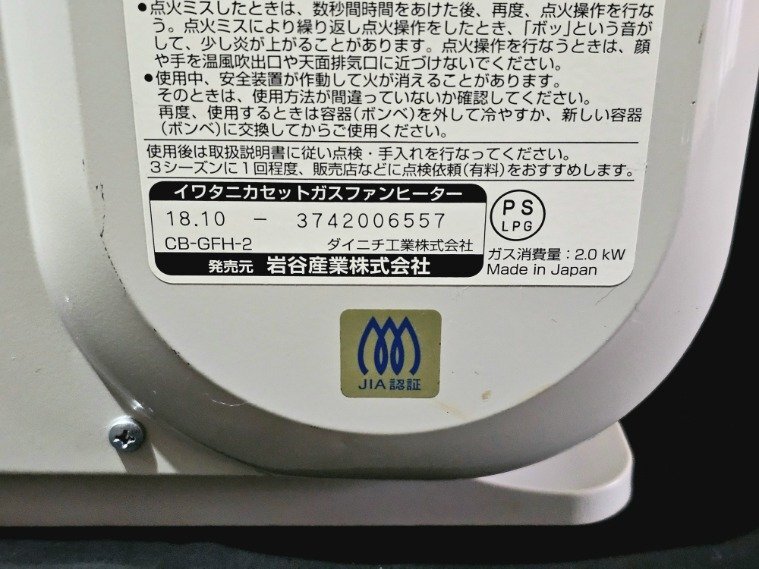 ●点火ミスしたときは、数秒間時間をあけた後、再度、点火操作を行な
う。点火ミスにより繰り返し点火操作をしたとき、「ボッ」という音が
して、少し炎が上がることがあります。点火操作を行なうときは、顔
や手を温風吹出口や天面排気口に近づけないでください。
●使用中、安全装置が作動して火が消えることがあります。
そのときは、使用方法が間違っていないか確認してください。
再度、使用するときは容器(ボンベ)を外して冷やすか、新しい容器
(ボンベ)に交換してからご使用ください。
使用後は取扱説明書に従い点検・手入れを行なってください。
3シーズンに1回程度、販売店などに点検依頼(有料)をおすすめします。
イワタニカセットガスファンヒーター
18.10 － 3742006557
CB-GFH-2 ダイニチ工業株式会社
発売元 岩谷産業株式会社
PS
LPG
ガス消費量：2.0 kW
Made in Japan
JIA認証